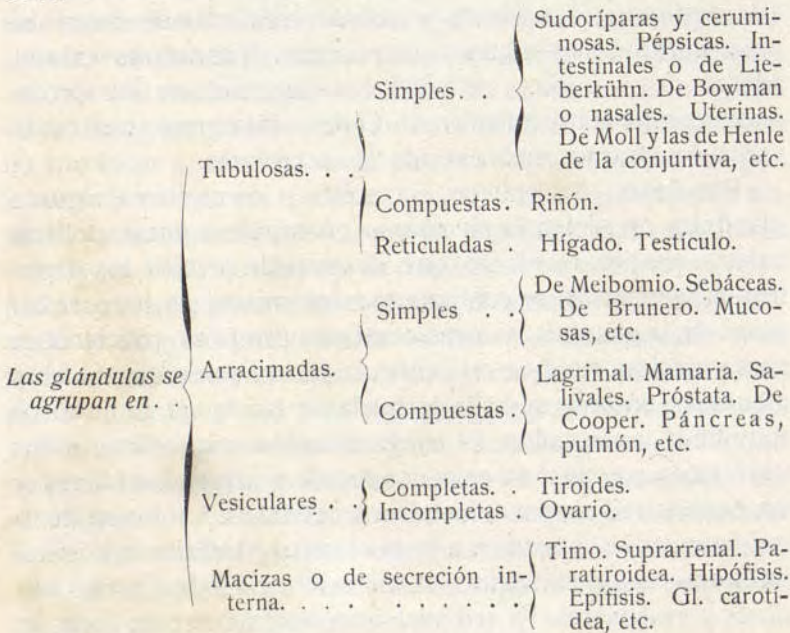 Las glándulas se
agrupan en.
Tubulosas. .
Simples. .
Sudoríparas y cerumi-
nosas. Pépsicas. In-
testinales o de Lie-
berkühn. De Bowman
o nasales. Uterinas.
De Moll y las de Henle
de la conjuntiva, etc.
Compuestas. Riñón.
Reticuladas . Hígado. Testículo.
Arracimadas.
Simples . .
De Meibomio. Sebáceas.
De Brunero. Muco-
sas, etc.
Compuestas.
Lagrimal. Mamaria. Sa-
livales. Próstata. De
Cooper. Páncreas,
pulmón, etc.
Vesiculares . .
Completas. . Tiroides.
Incompletas . Ovario.
Macizas o de secreción in-
terna. . . . . . . . . . .
Timo. Suprarrenal. Pa-
ratiroidea. Hipófisis.
Epífisis. Gl. carotí-
dea, etc.